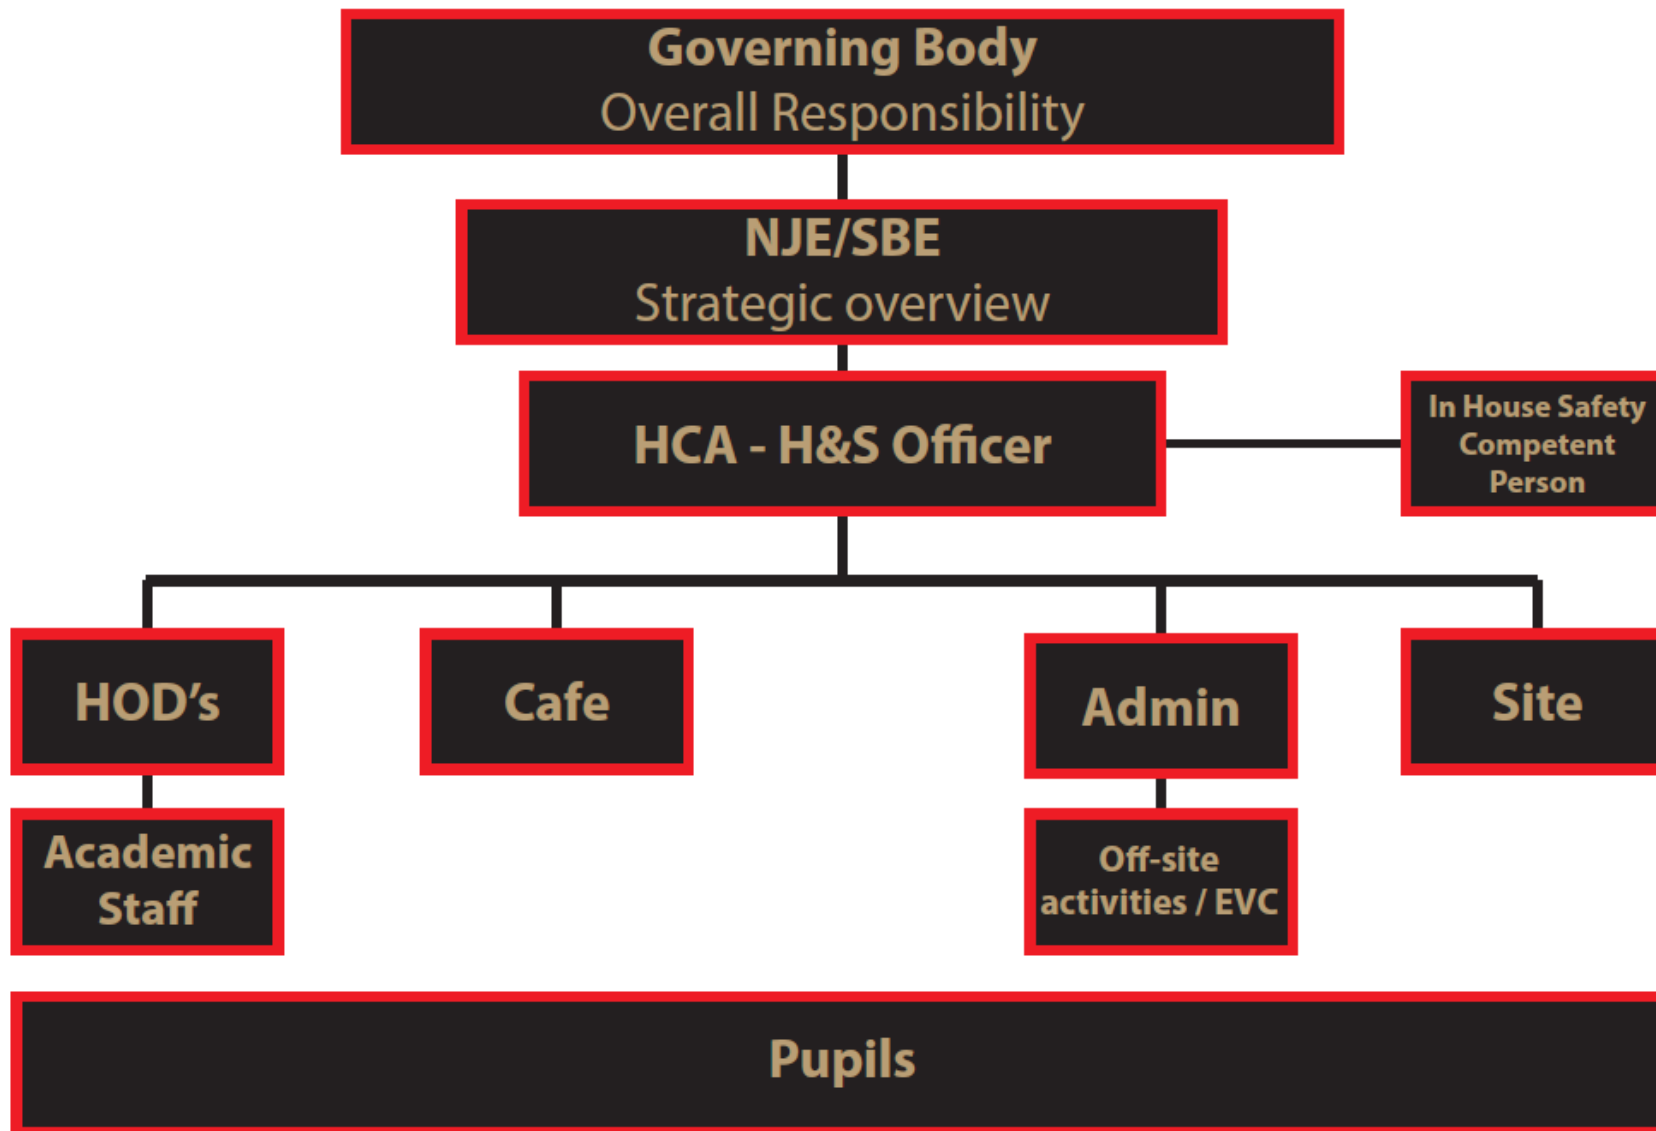 Governing Body
Overall Responsibility
NJE/SBE
Strategic overview
HCA - H&S Officer
In House Safety
Competent
Person
HOD’s
Cafe
Admin
Site
Academic
Staff
Off-site
activities / EVC
Pupils